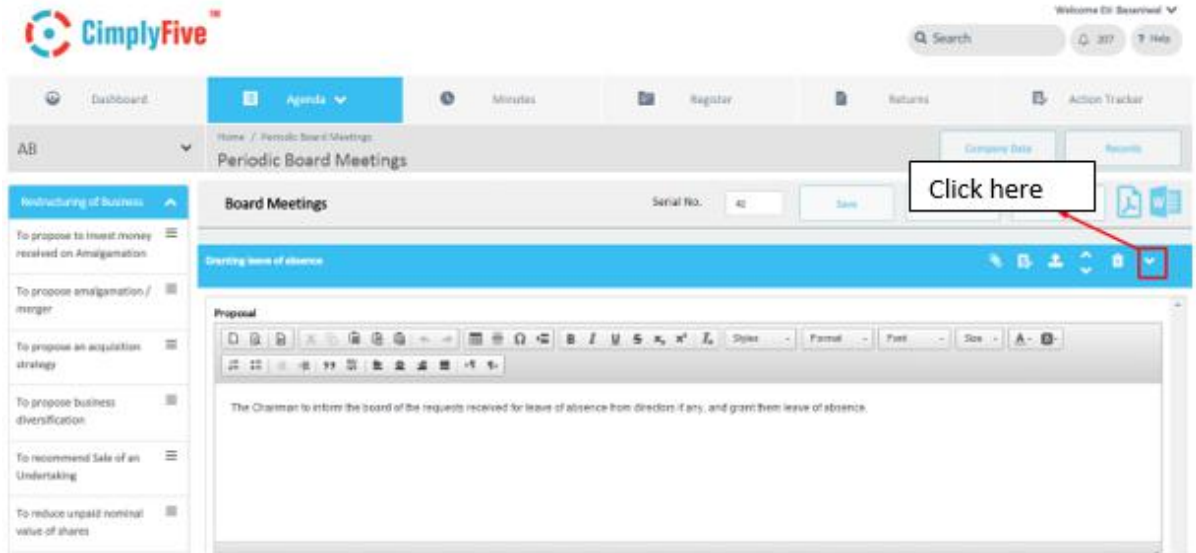 CimplyFive™
Search
207
? Help
Dashboard
Agenda
Minutes
Register
Returns
Action Tracker
AB
Home / Periodic Board Meetings
Periodic Board Meetings
Company Data
Records
Click here
Restructuring of Business
Board Meetings
Serial No.
42
Save
To propose to Invest money
received on Amalgamation
To propose amalgamation /
merger
To propose an acquisition
strategy
To propose business
diversification
To recommend Sale of an
Undertaking
To reduce unpaid nominal
value of shares
Granting leave of absence
Proposal
Styles
Format
Font
Size
The Chairman to inform the board of the requests received for leave of absence from directors if any, and grant them leave of absence.